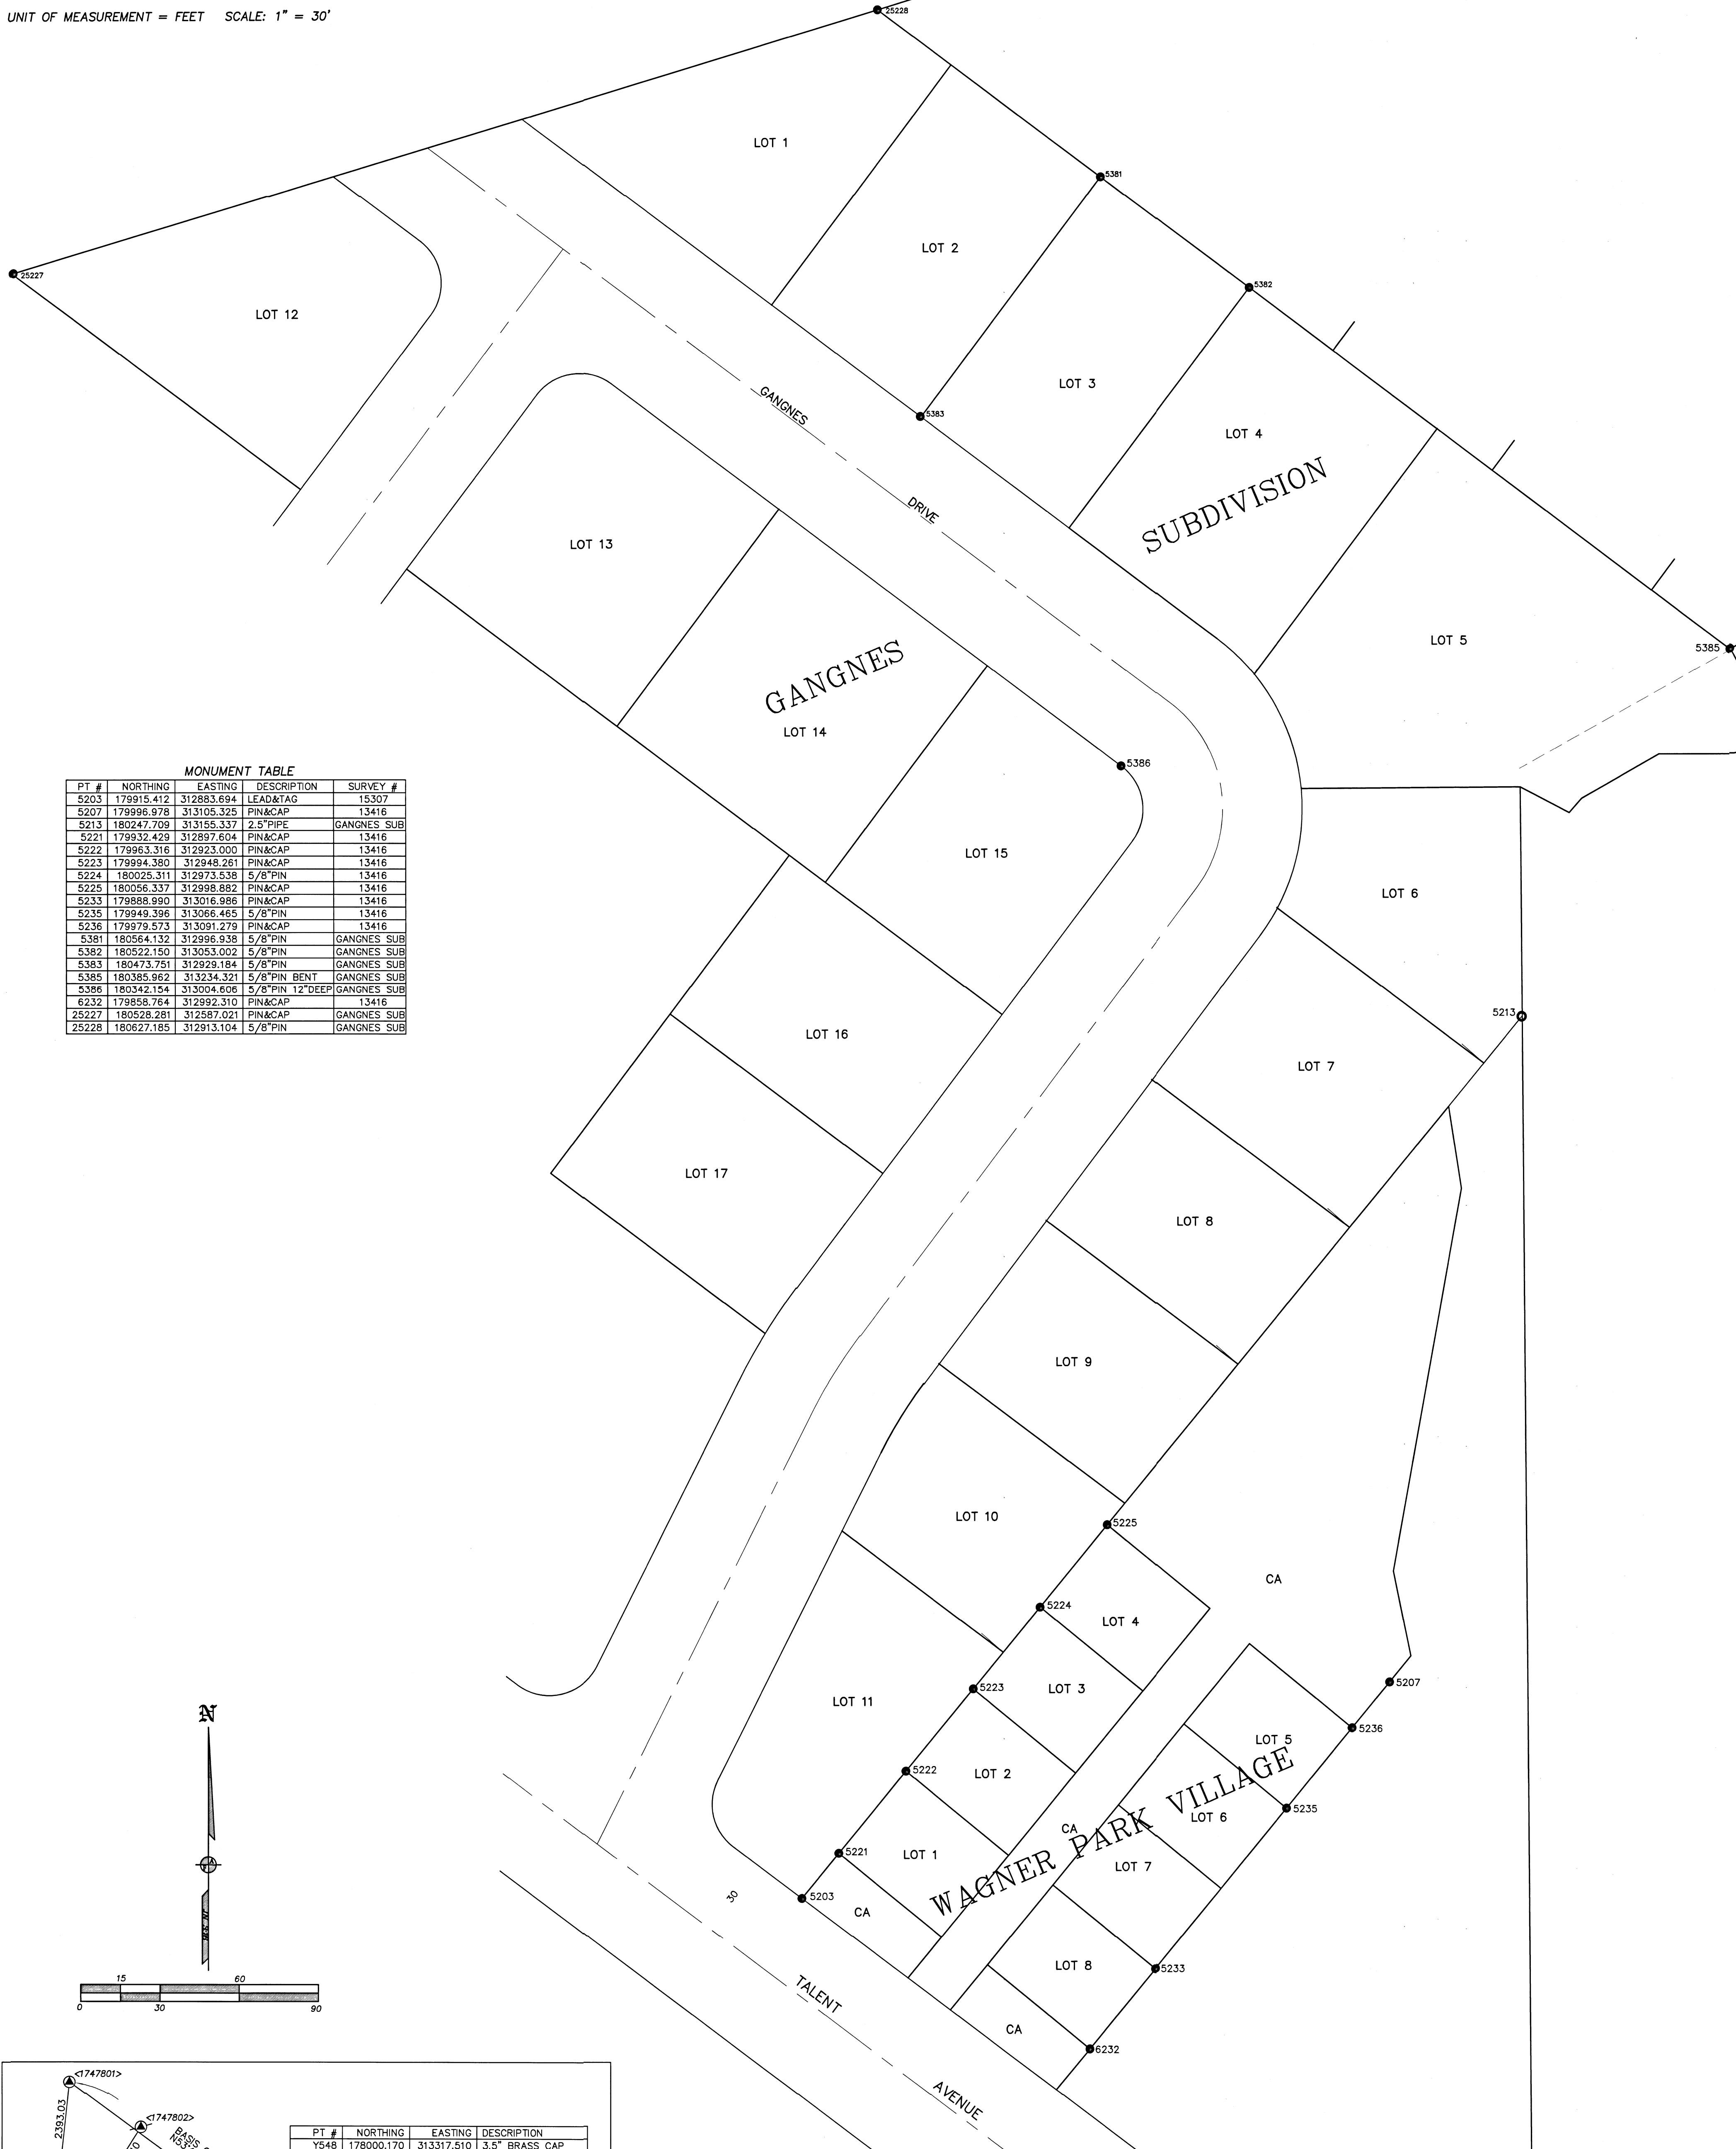 UNIT OF MEASUREMENT = FEET SCALE: 1" = 30'
25228
LOT 1
5381
LOT 2
5382
25227
LOT 12
LOT 3
GANGNES
5383
LOT 4
SUBDIVISION
DRIVE
LOT 13
LOT 5
5385
GANGNES
LOT 14
5386
LOT 15
LOT 6
MONUMENT TABLE
PT # NORTHING EASTING DESCRIPTION SURVEY #
5203 179915.412 312883.694 LEAD&TAG 15307
5207 179996.978 313105.325 PIN&CAP 13416
5213 180247.709 313155.337 2.5"PIPE GANGNES SUB
5221 179932.429 312897.604 PIN&CAP 13416
5222 179963.316 312923.000 PIN&CAP 13416
5223 179994.380 312948.261 PIN&CAP 13416
5224 180025.311 312973.538 5/8"PIN 13416
5225 180056.337 312998.882 PIN&CAP 13416
5233 179888.990 313016.986 PIN&CAP 13416
5235 179949.396 313066.465 5/8"PIN 13416
5236 179979.573 313091.279 PIN&CAP 13416
5381 180564.132 312996.938 5/8"PIN GANGNES SUB
5382 180522.150 313053.002 5/8"PIN GANGNES SUB
5383 180473.751 312929.184 5/8"PIN GANGNES SUB
5385 180385.962 313234.321 5/8"PIN BENT GANGNES SUB
5386 180342.154 313004.606 5/8"PIN 12"DEEP GANGNES SUB
6232 179858.764 312992.310 PIN&CAP 13416
25227 180528.281 312587.021 PIN&CAP GANGNES SUB
25228 180627.185 312913.104 5/8"PIN GANGNES SUB
5213
LOT 16
LOT 7
LOT 17
LOT 8
LOT 9
LOT 10
5225
CA
5224
LOT 4
5223
LOT 3
5207
LOT 11
5236
LOT 5
5222
LOT 2
WAGNER PARK VILLAGE
5235
LOT 6
CA
5221
LOT 1
LOT 7
30
5203
CA
LOT 8
5233
TALENT
CA
6232
AVENUE
N
15 60
0 30 90
<1747801>
2393.03
<1747802>
PT # NORTHING EASTING DESCRIPTION
Y548 178000.170 313317.510 3.5" BRASS CAP